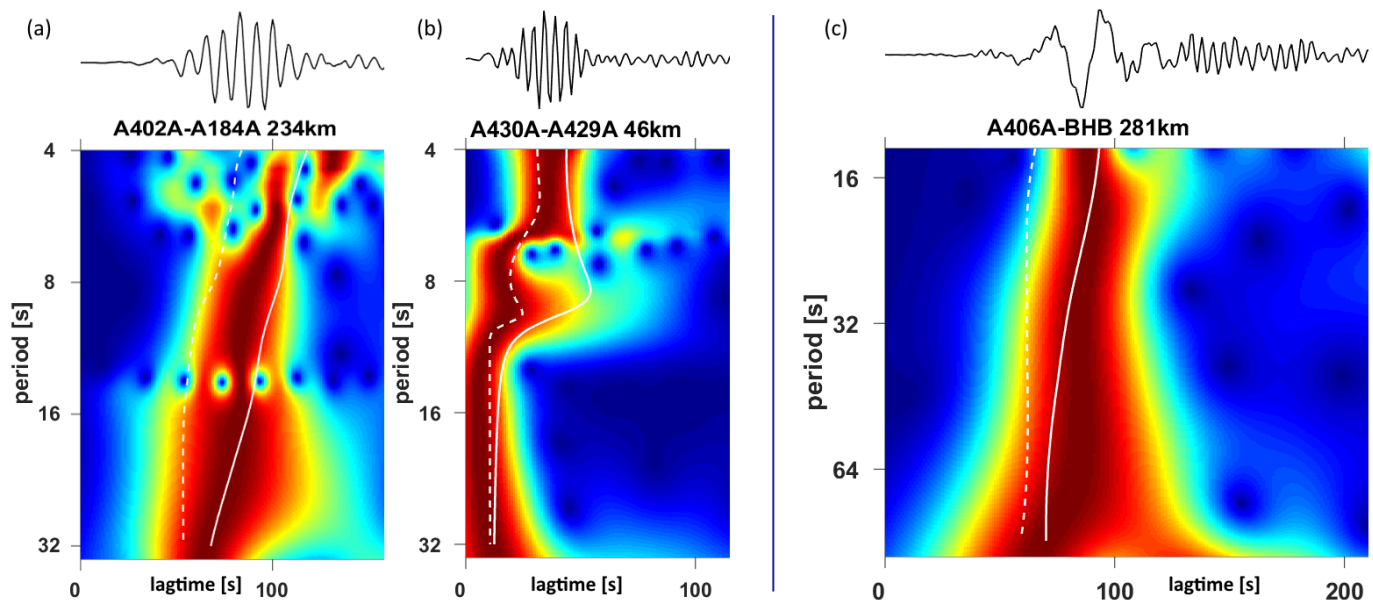 (a)
(b)
(c)
A402A-A184A 234km
A430A-A429A 46km
A406A-BHB 281km
4
8
16
32
period [s]
0
lagtime [s]
100
4
8
16
32
period [s]
0
lagtime [s]
100
16
32
64
period [s]
0
100
lagtime [s]
200